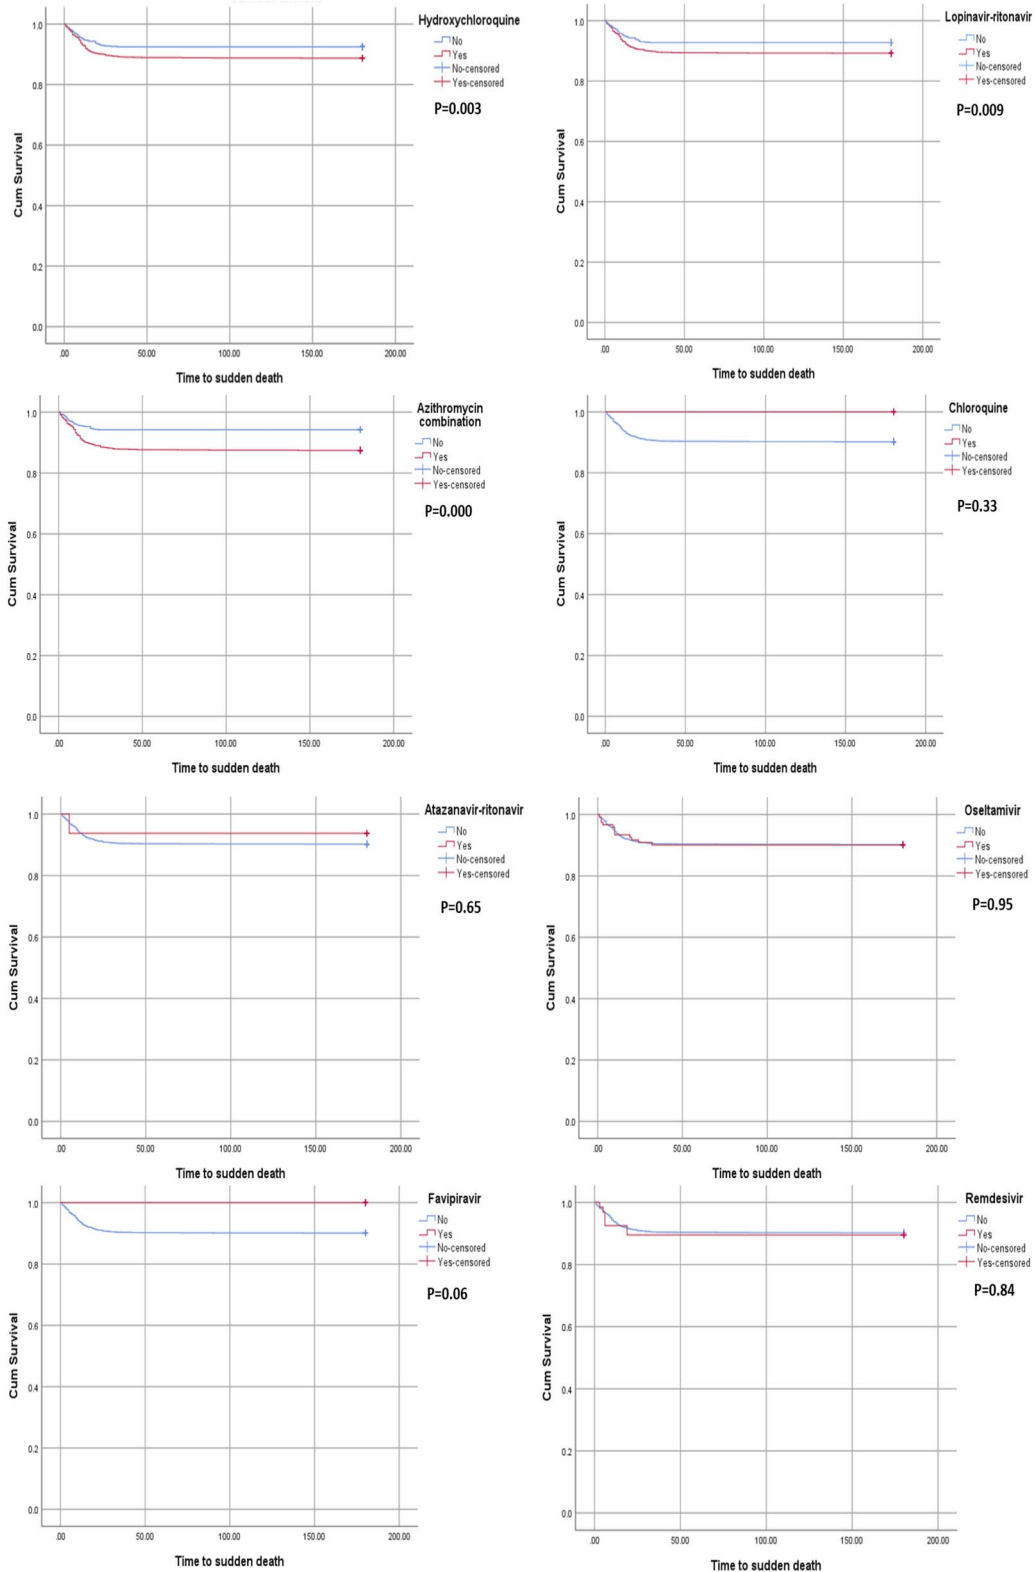 Hydroxychloroquine
No
Yes
No-censored
Yes-censored
P=0.003
1.0
0.8
0.6
0.4
0.2
0.0
Cum Survival
.00 50.00 100.00 150.00 200.00
Time to sudden death
Lopinavir-ritonavir
No
Yes
No-censored
Yes-censored
P=0.009
1.0
0.8
0.6
0.4
0.2
0.0
Cum Survival
.00 50.00 100.00 150.00 200.00
Time to sudden death
Azithromycin
combination
No
Yes
No-censored
Yes-censored
P=0.000
1.0
0.8
0.6
0.4
0.2
0.0
Cum Survival
.00 50.00 100.00 150.00 200.00
Time to sudden death
Chloroquine
No
Yes
No-censored
Yes-censored
P=0.33
1.0
0.8
0.6
0.4
0.2
0.0
Cum Survival
.00 50.00 100.00 150.00 200.00
Time to sudden death
Atazanavir-ritonavir
No
Yes
No-censored
Yes-censored
P=0.65
1.0
0.8
0.6
0.4
0.2
0.0
Cum Survival
.00 50.00 100.00 150.00 200.00
Time to sudden death
Oseltamivir
No
Yes
No-censored
Yes-censored
P=0.95
1.0
0.8
0.6
0.4
0.2
0.0
Cum Survival
.00 50.00 100.00 150.00 200.00
Time to sudden death
Favipiravir
No
Yes
No-censored
Yes-censored
P=0.06
1.0
0.8
0.6
0.4
0.2
0.0
Cum Survival
.00 50.00 100.00 150.00 200.00
Time to sudden death
Remdesivir
No
Yes
No-censored
Yes-censored
P=0.84
1.0
0.8
0.6
0.4
0.2
0.0
Cum Survival
.00 50.00 100.00 150.00 200.00
Time to sudden death